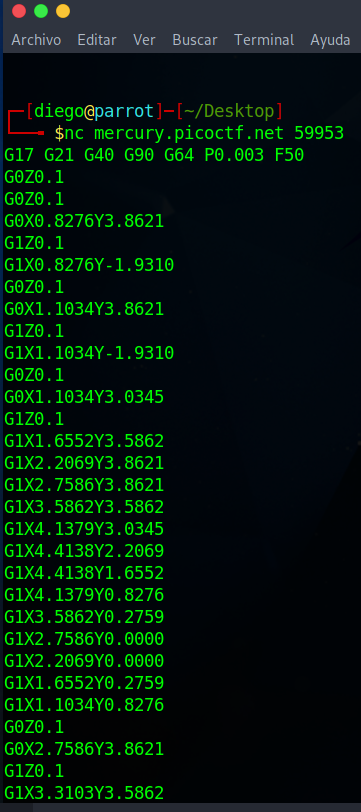 Archivo Editar Ver Buscar Terminal Ayuda
┌─[diego@parrot]─[~/Desktop]
└──╼ $nc mercury.picoctf.net 59953
G17 G21 G40 G90 G64 P0.003 F50
G0Z0.1
G0Z0.1
G0X0.8276Y3.8621
G1Z0.1
G1X0.8276Y-1.9310
G0Z0.1
G0X1.1034Y3.8621
G1Z0.1
G1X1.1034Y-1.9310
G0Z0.1
G0X1.1034Y3.0345
G1Z0.1
G1X1.6552Y3.5862
G1X2.2069Y3.8621
G1X2.7586Y3.8621
G1X3.5862Y3.5862
G1X4.1379Y3.0345
G1X4.4138Y2.2069
G1X4.4138Y1.6552
G1X4.1379Y0.8276
G1X3.5862Y0.2759
G1X2.7586Y0.0000
G1X2.2069Y0.0000
G1X1.6552Y0.2759
G1X1.1034Y0.8276
G0Z0.1
G0X2.7586Y3.8621
G1Z0.1
G1X3.3103Y3.5862